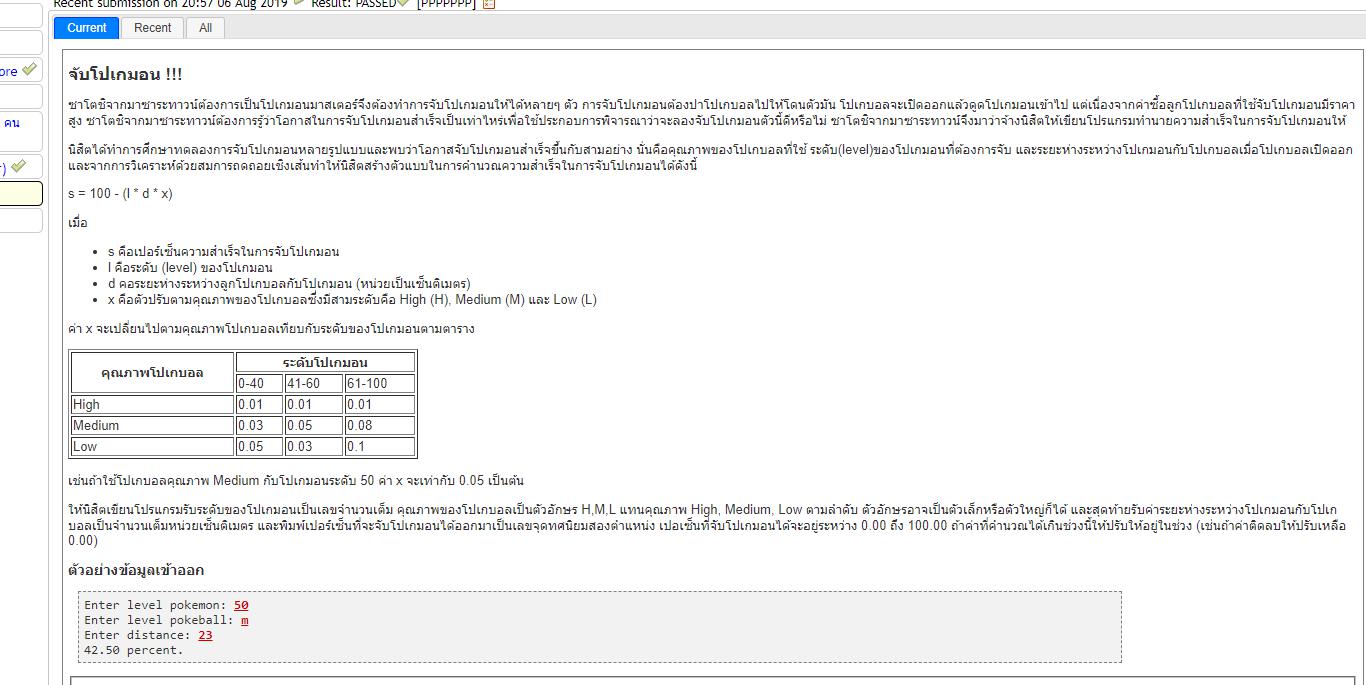 Recent submission on 20:57 06 Aug 2019 Result: PASSED [PPPPPPP]
Current Recent All
ore
คน
)
จับโปเกมอน !!!
ซาโตชิจากมาซาระทาวน์ต้องการเป็นโปเกมอนมาสเตอร์จึงต้องทำการจับโปเกมอนให้ได้หลายๆ ตัว การจับโปเกมอนต้องปาโปเกบอลไปให้โดนตัวมัน โปเกบอลจะเปิดออกแล้วดูดโปเกมอนเข้าไป แต่เนื่องจากค่าซื้อลูกโปเกบอลที่ใช้จับโปเกมอนมีราคา
สูง ซาโตชิจากมาซาระทาวน์ต้องการรู้ว่าโอกาสในการจับโปเกมอนสำเร็จเป็นเท่าไหร่เพื่อใช้ประกอบการพิจารณาว่าจะลองจับโปเกมอนตัวนี้ดีหรือไม่ ซาโตชิจากมาซาระทาวน์จึงมาว่าจ้างนิสิตให้เขียนโปรแกรมทำนายความสำเร็จในการจับโปเกมอนให้
นิสิตได้ทำการศึกษาทดลองการจับโปเกมอนหลายรูปแบบและพบว่าโอกาสจับโปเกมอนสำเร็จขึ้นกับสามอย่าง นั่นคือคุณภาพของโปเกบอลที่ใช้ ระดับ(level)ของโปเกมอนที่ต้องการจับ และระยะห่างระหว่างโปเกมอนกับโปเกบอลเมื่อโปเกบอลเปิดออก
และจากการวิเคราะห์ด้วยสมการถดถอยเชิงเส้นทำให้นิสิตสร้างตัวแบบในการคำนวณความสำเร็จในการจับโปเกมอนได้ดังนี้
s = 100 - (l * d * x)
เมื่อ
• s คือเปอร์เซ็นความสำเร็จในการจับโปเกมอน
• l คือระดับ (level) ของโปเกมอน
• d คอระยะห่างระหว่างลูกโปเกบอลกับโปเกมอน (หน่วยเป็นเซ็นติเมตร)
• x คือตัวปรับตามคุณภาพของโปเกบอลซึ่งมีสามระดับคือ High (H), Medium (M) และ Low (L)
ค่า x จะเปลี่ยนไปตามคุณภาพโปเกบอลเทียบกับระดับของโปเกมอนตามตาราง
คุณภาพโปเกบอล ระดับโปเกมอน
0-40 41-60 61-100
High 0.01 0.01 0.01
Medium 0.03 0.05 0.08
Low 0.05 0.03 0.1
เช่นถ้าใช้โปเกบอลคุณภาพ Medium กับโปเกมอนระดับ 50 ค่า x จะเท่ากับ 0.05 เป็นต้น
ให้นิสิตเขียนโปรแกรมรับระดับของโปเกมอนเป็นเลขจำนวนเต็ม คุณภาพของโปเกบอลเป็นตัวอักษร H,M,L แทนคุณภาพ High, Medium, Low ตามลำดับ ตัวอักษรอาจเป็นตัวเล็กหรือตัวใหญ่ก็ได้ และสุดท้ายรับค่าระยะห่างระหว่างโปเกมอนกับโปเก
บอลเป็นจำนวนเต็มหน่วยเซ็นติเมตร และพิมพ์เปอร์เซ็นที่จะจับโปเกมอนได้ออกมาเป็นเลขจุดทศนิยมสองตำแหน่ง เปอเซ็นที่จับโปเกมอนได้จะอยู่ระหว่าง 0.00 ถึง 100.00 ถ้าค่าที่คำนวณได้เกินช่วงนี้ให้ปรับให้อยู่ในช่วง (เช่นถ้าค่าติดลบให้ปรับเหลือ
0.00)
ตัวอย่างข้อมูลเข้าออก
Enter level pokemon: 50
Enter level pokeball: m
Enter distance: 23
42.50 percent.